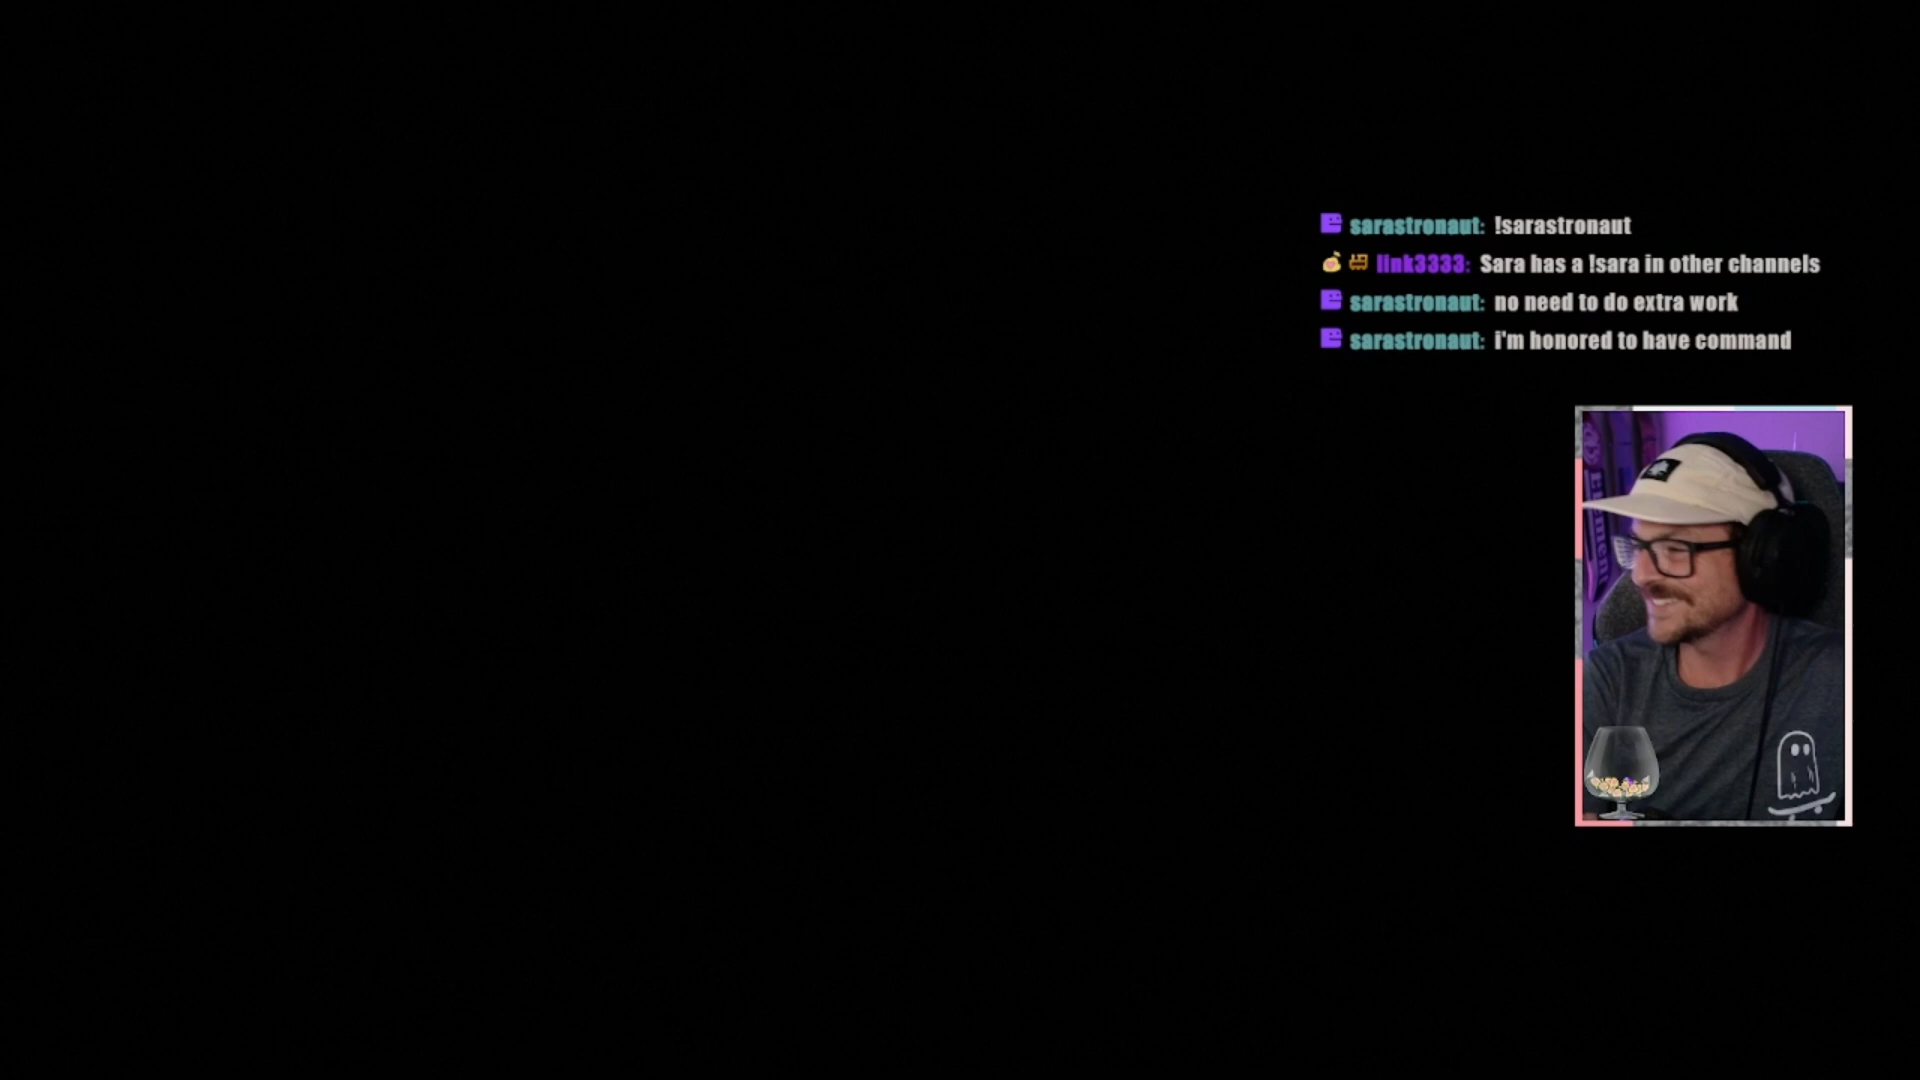 sarastronaut: !sarastronaut
link3333: Sara has a !sara in other channels
sarastronaut: no need to do extra work
sarastronaut: i'm honored to have command
Element